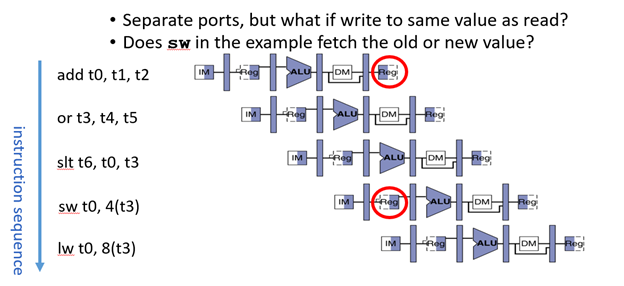 • Separate ports, but what if write to same value as read?
• Does sw in the example fetch the old or new value?
instruction sequence
add t0, t1, t2
IM Reg ALU DM Reg
or t3, t4, t5
IM Reg ALU DM Reg
slt t6, t0, t3
IM Reg ALU DM Reg
sw t0, 4(t3)
IM Reg ALU DM Reg
lw t0, 8(t3)
IM Reg ALU DM Reg